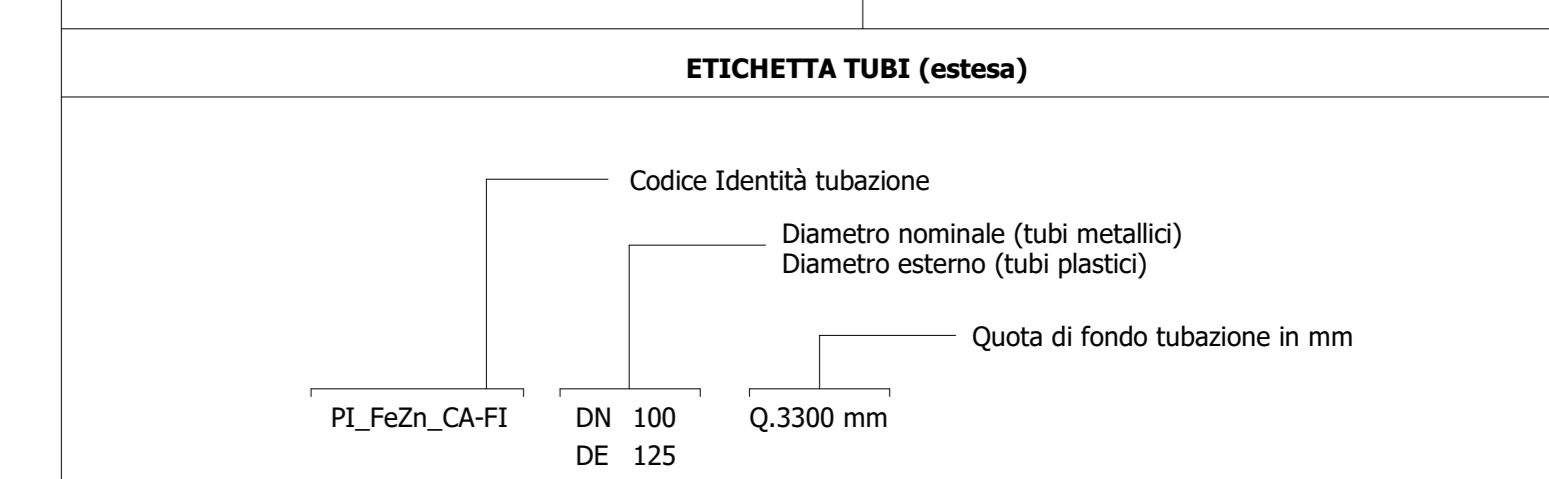 ETICHETTA TUBI (estesa)
Codice Identità tubazione
Diametro nominale (tubi metallici)
Diametro esterno (tubi plastici)
Quota di fondo tubazione in mm
PI_FeZn_CA-FI DN 100 Q.3300 mm
DE 125